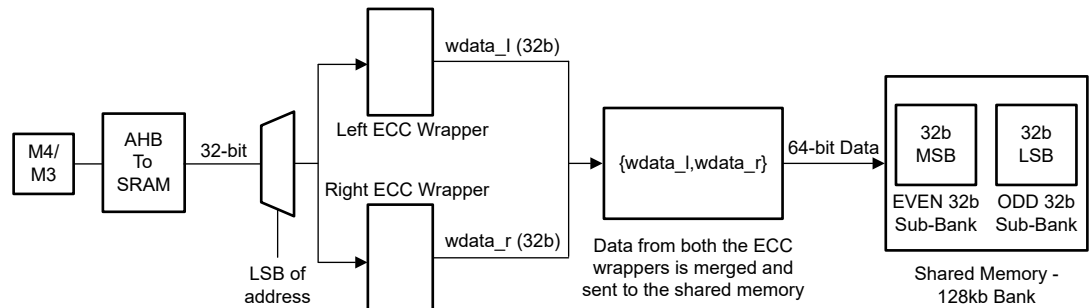 M4/
M3
AHB
To
SRAM
32-bit
LSB of
address
Left ECC Wrapper
Right ECC Wrapper
wdata_l (32b)
wdata_r (32b)
{wdata_l,wdata_r}
Data from both the ECC
wrappers is merged and
sent to the shared memory
64-bit Data
32b
MSB
EVEN 32b
Sub-Bank
32b
LSB
ODD 32b
Sub-Bank
Shared Memory -
128kb Bank